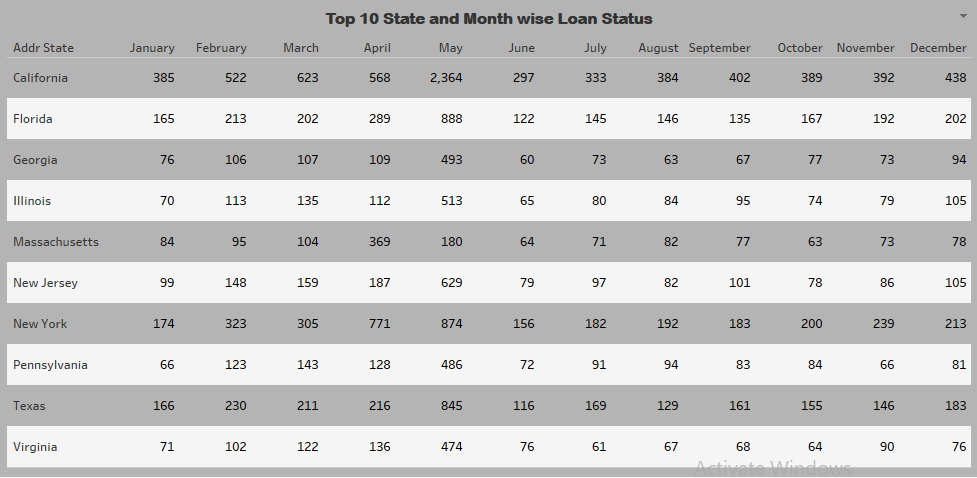 Top 10 State and Month wise Loan Status
Addr State January February March April May June July August September October November December
California 385 522 623 568 2,364 297 333 384 402 389 392 438
Florida 165 213 202 289 888 122 145 146 135 167 192 202
Georgia 76 106 107 109 493 60 73 63 67 77 73 94
Illinois 70 113 135 112 513 65 80 84 95 74 79 105
Massachusetts 84 95 104 369 180 64 71 82 77 63 73 78
New Jersey 99 148 159 187 629 79 97 82 101 78 86 105
New York 174 323 305 771 874 156 182 192 183 200 239 213
Pennsylvania 66 123 143 128 486 72 91 94 83 84 66 81
Texas 166 230 211 216 845 116 169 129 161 155 146 183
Virginia 71 102 122 136 474 76 61 67 68 64 90 76
Activate Windows